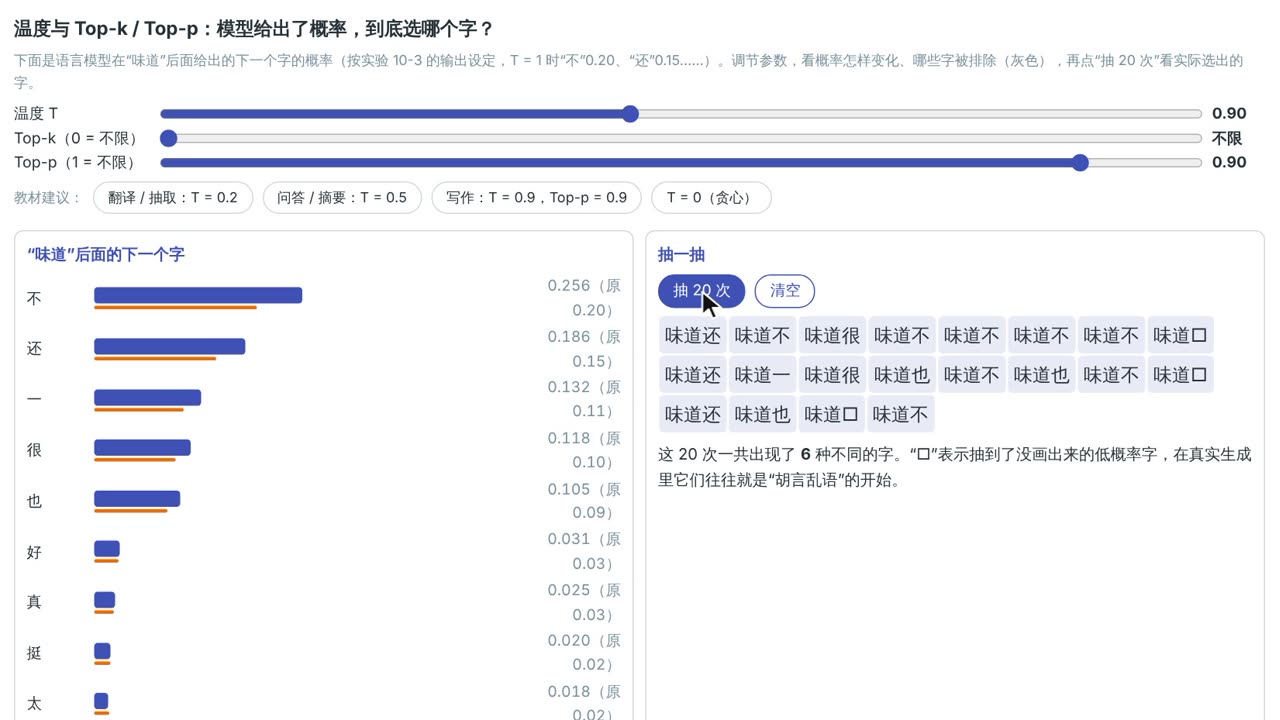 温度与 Top-k / Top-p：模型给出了概率，到底选哪个字？
下面是语言模型在“味道”后面给出的下一个字的概率（按实验 10-3 的输出设定，T = 1 时“不”0.20、“还”0.15……）。调节参数，看概率怎样变化、哪些字被排除（灰色），再点“抽 20 次”看实际选出的
字。
温度 T 0.90
Top-k（0 = 不限） 不限
Top-p（1 = 不限） 0.90
教材建议： 翻译 / 抽取：T = 0.2 问答 / 摘要：T = 0.5 写作：T = 0.9，Top-p = 0.9 T = 0（贪心）
“味道”后面的下一个字
不 0.256（原
0.20）
还 0.186（原
0.15）
一 0.132（原
0.11）
很 0.118（原
0.10）
也 0.105（原
0.09）
好 0.031（原
0.03）
真 0.025（原
0.03）
挺 0.020（原
0.02）
太 0.018（原
0.02）
抽一抽
抽 20 次 清空
味道还 味道不 味道很 味道不 味道不 味道不 味道不 味道□
味道还 味道一 味道很 味道也 味道不 味道也 味道不 味道□
味道还 味道也 味道□ 味道不
这 20 次一共出现了 6 种不同的字。“□”表示抽到了没画出来的低概率字，在真实生成
里它们往往就是“胡言乱语”的开始。